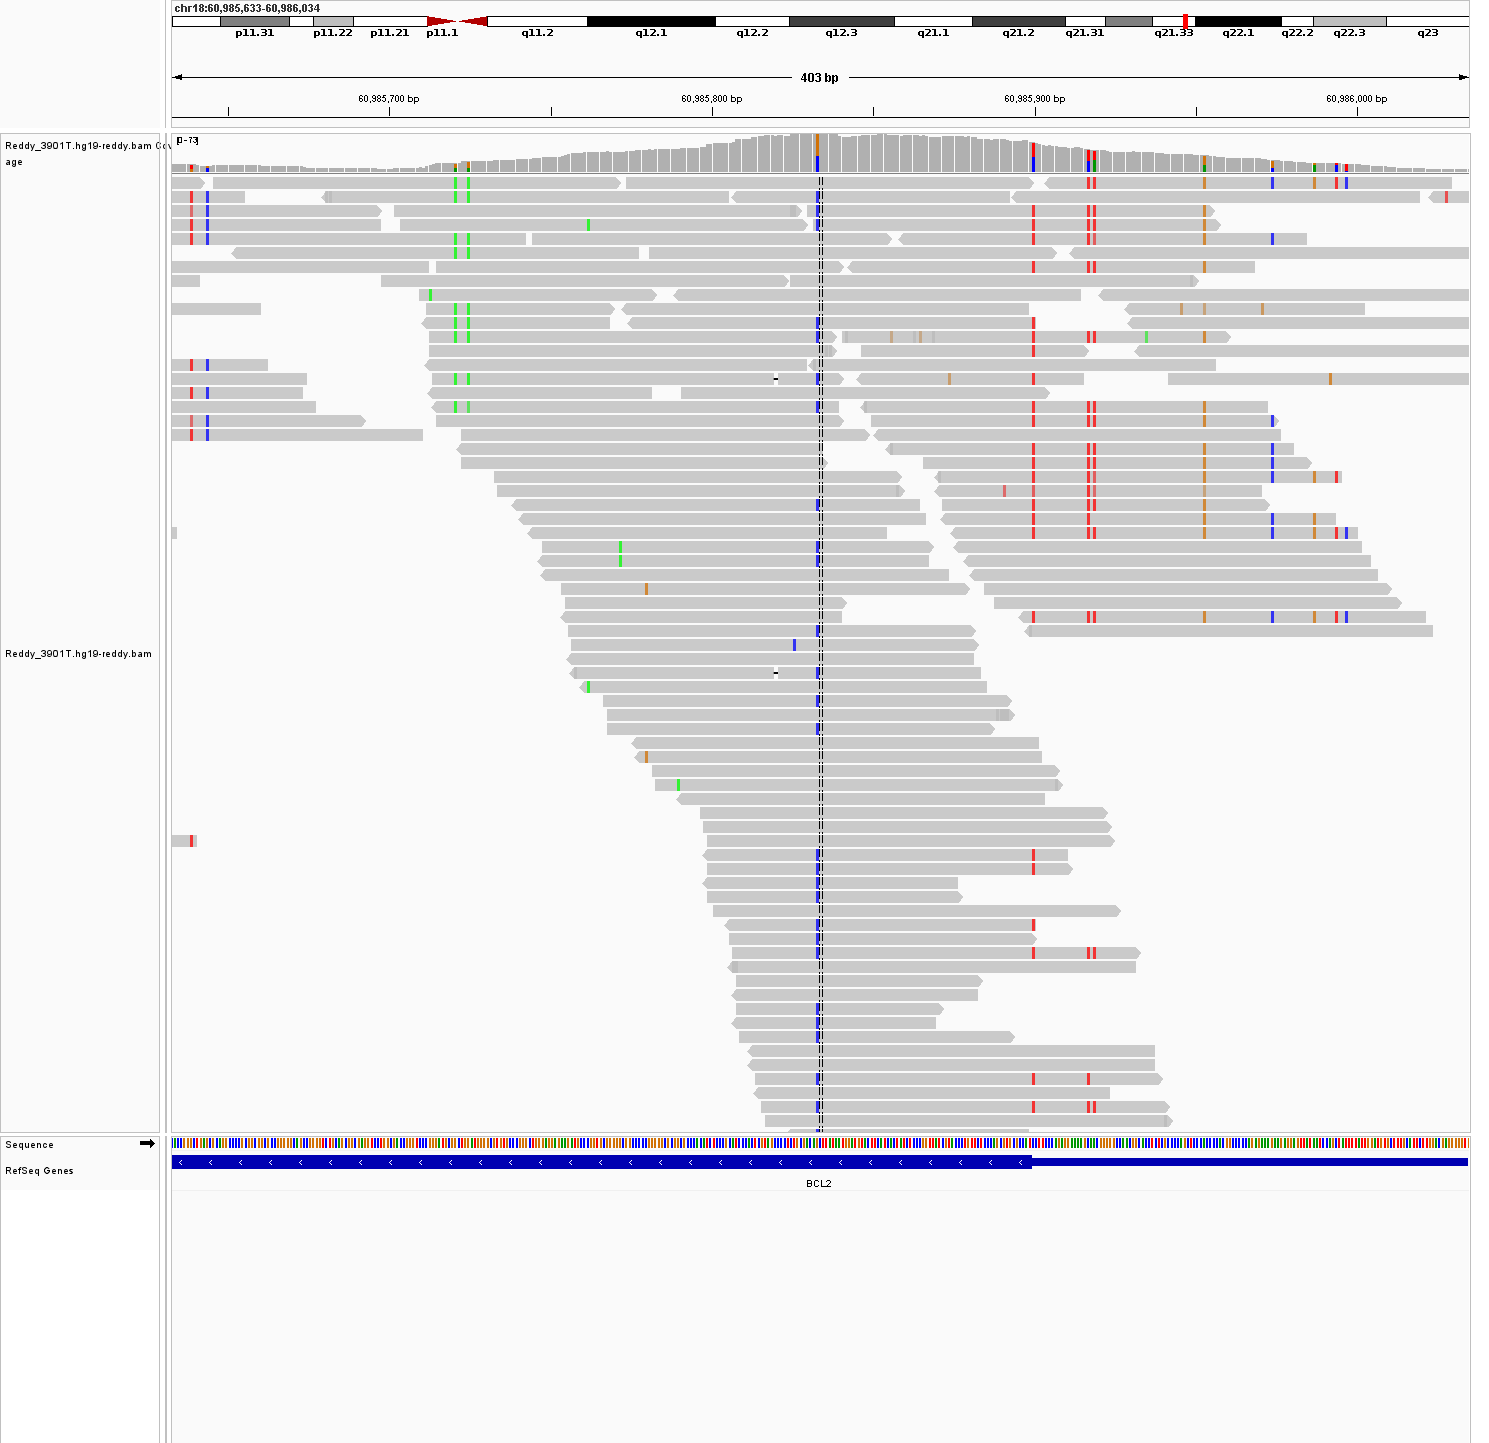 chr18:60,985,633-60,986,034
p11.31 p11.22 p11.21 p11.1 q11.2 q12.1 q12.2 q12.3 q21.1 q21.2 q21.31 q21.33 q22.1 q22.2 q22.3 q23
403 bp
60,985,700 bp 60,985,800 bp 60,985,900 bp 60,986,000 bp
Reddy_3901T.hg19-reddy.bam Cov
age
[0-73]
Reddy_3901T.hg19-reddy.bam
Sequence
RefSeq Genes
BCL2